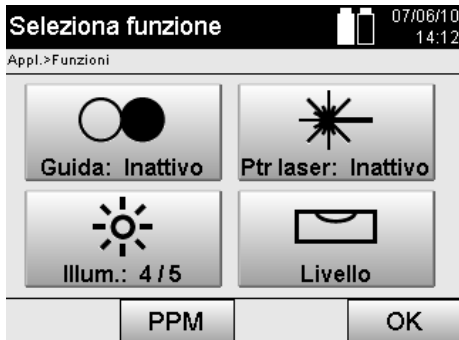 Seleziona funzione
07/06/10
14:12
Appl.>Funzioni
Guida: Inattivo
Ptr laser: Inattivo
Illum.: 4/5
Livello
PPM
OK